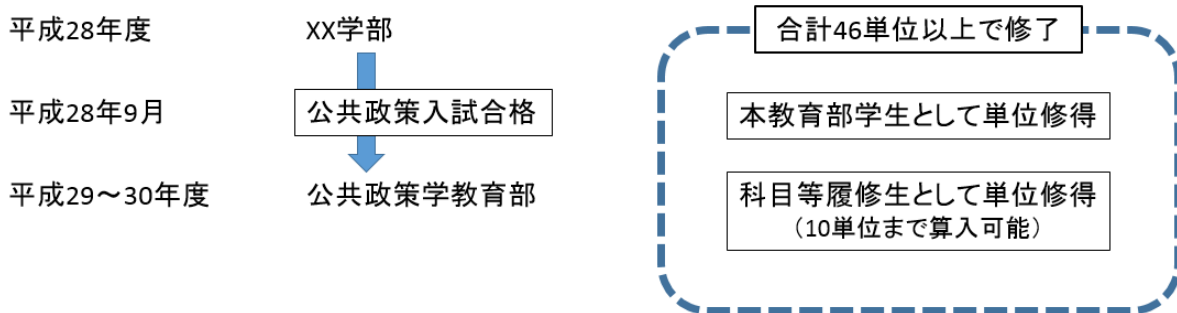 平成28年度
XX学部
平成28年9月
公共政策入試合格
平成29～30年度
公共政策学教育部
合計46単位以上で修了
本教育部学生として単位修得
科目等履修生として単位修得
（10単位まで算入可能）